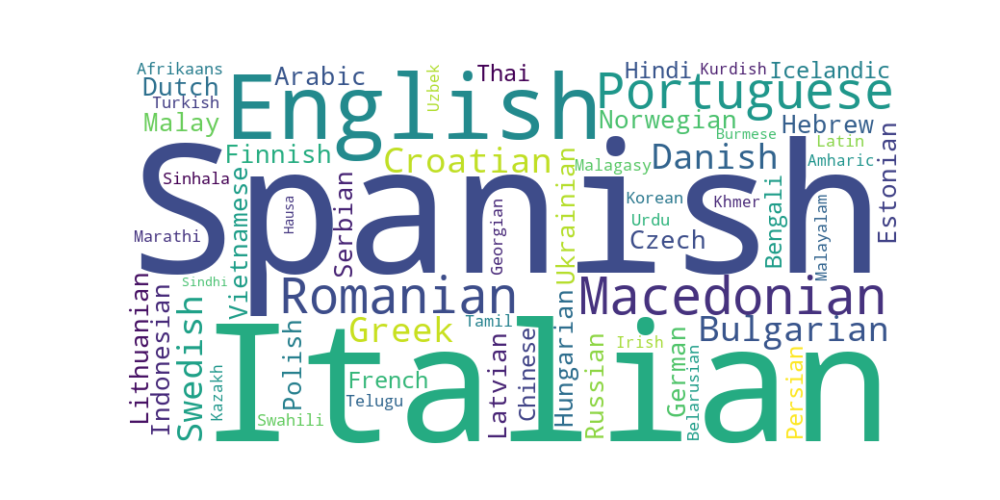 Afrikaans
Dutch
Turkish
Malay
English
Arabic
Uzbek
Thai
Portuguese
Hindi
Kurdish
Icelandic
Norwegian
Burmese
Hebrew
Latin
Amharic
Estonian
Finnish
Croatian
Malagasy
Danish
Spanish
Sinhala
Marathi
Sindhi
Vietnamese
Hausa
Serbian
Georgian
Ukrainian
Korean
Urdu
Czech
Khmer
Bengali
Malayalam
Romanian
Macedonian
Lithuanian
Indonesian
Swedish
Kazakh
Italian
Polish
Greek
Tamil
French
Telugu
Swahili
Latvian
Chinese
Hungarian
Russian
Irish
German
Belarusian
Bulgarian
Persian